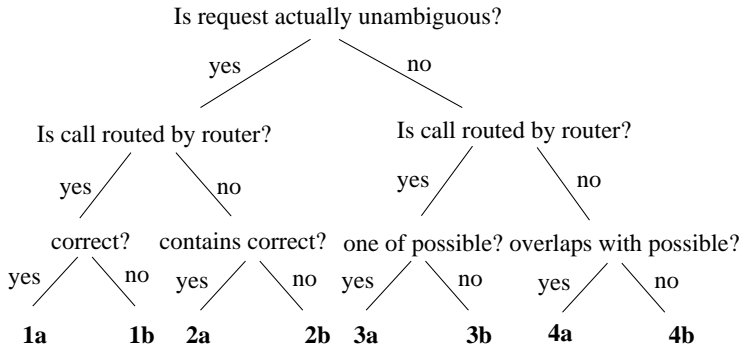 Is request actually unambiguous?
yes no
Is call routed by router? Is call routed by router?
yes no yes no
correct? contains correct? one of possible? overlaps with possible?
yes no yes no yes no yes no
1a 1b 2a 2b 3a 3b 4a 4b